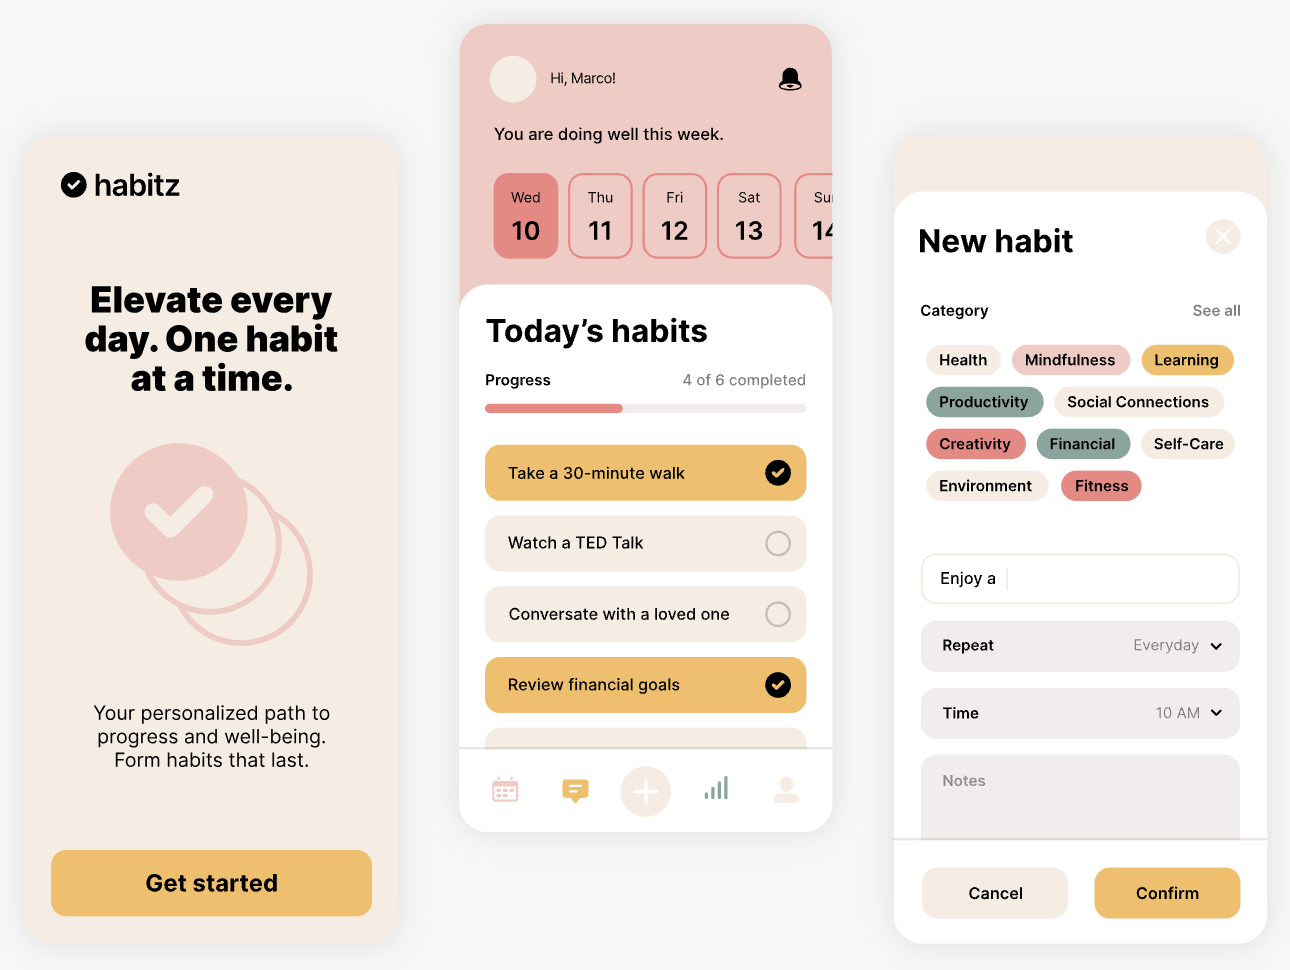 habitz
Elevate every
day. One habit
at a time.
Your personalized path to
progress and well-being.
Form habits that last.
Get started
Hi, Marco!
You are doing well this week.
Wed Thu Fri Sat Sun
10 11 12 13 14
Today’s habits
Progress 4 of 6 completed
Take a 30-minute walk
Watch a TED Talk
Conversate with a loved one
Review financial goals
New habit
Category See all
Health Mindfulness Learning
Productivity Social Connections
Creativity Financial Self-Care
Environment Fitness
Enjoy a
Repeat Everyday
Time 10 AM
Notes
Cancel Confirm